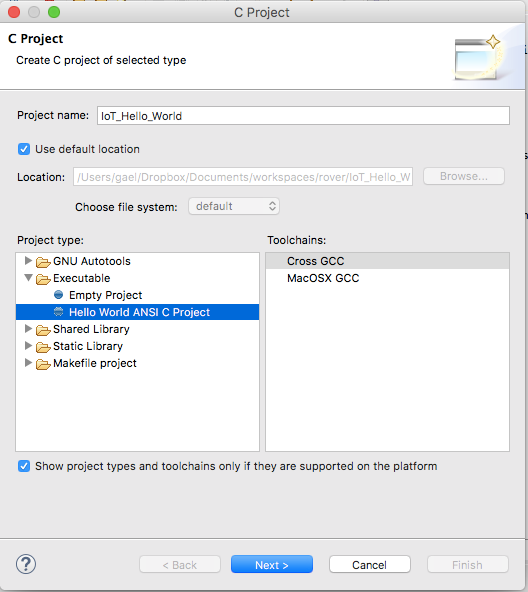 C Project
C Project
Create C project of selected type
Project name: IoT_Hello_World
Use default location
Location: /Users/gael/Dropbox/Documents/workspaces/rover/IoT_Hello_W Browse...
Choose file system: default
Project type: Toolchains:
GNU Autotools Cross GCC
Executable MacOSX GCC
Empty Project
Hello World ANSI C Project
Shared Library
Static Library
Makefile project
Show project types and toolchains only if they are supported on the platform
? < Back Next > Cancel Finish